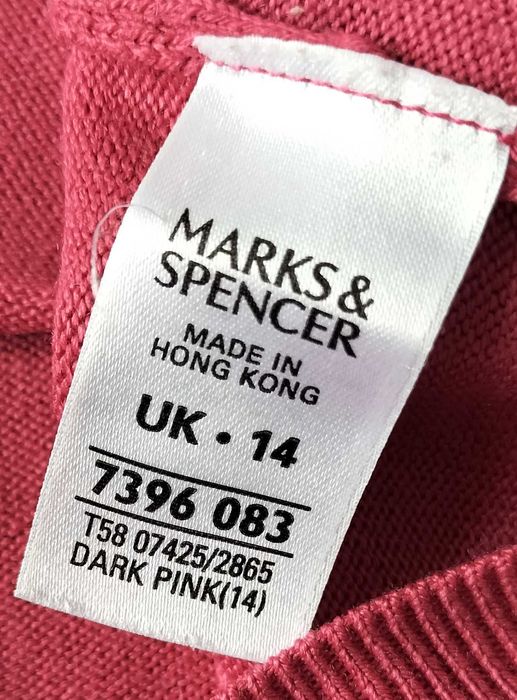 MARKS &
SPENCER
MADE IN
HONG KONG
UK • 14
7396 083
T58 07425/2865
DARK PINK(14)